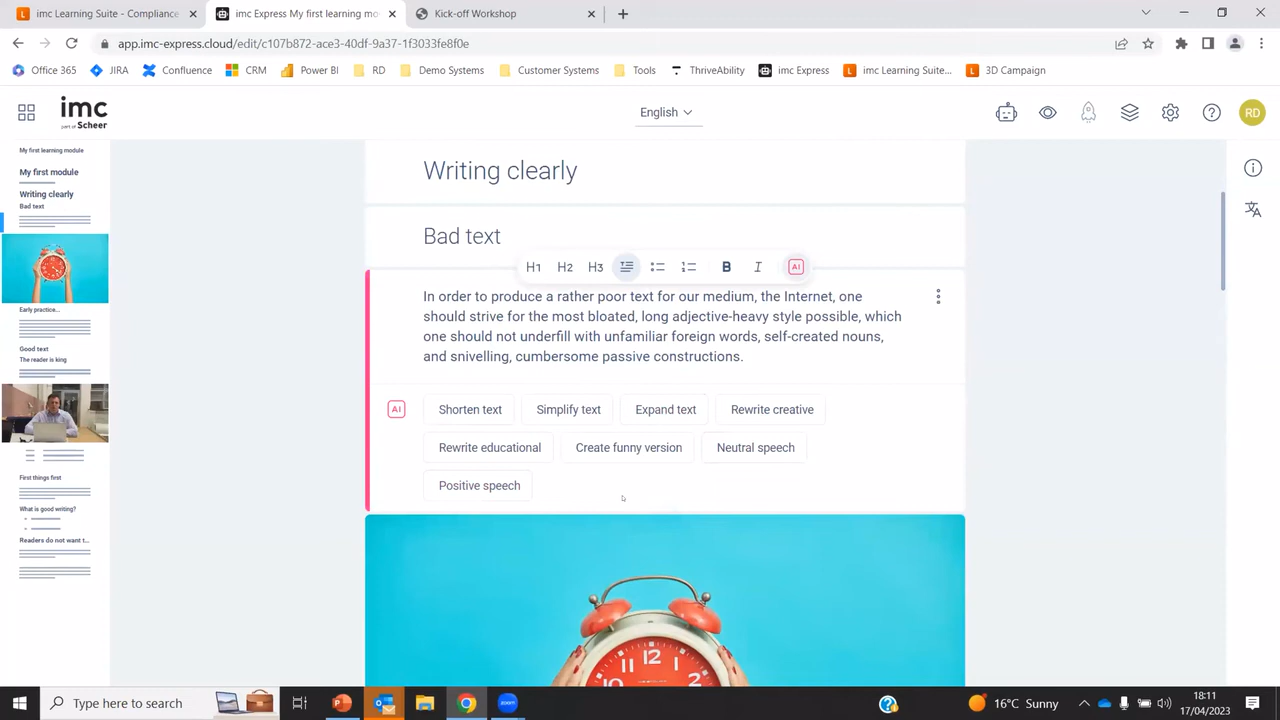 imc Learning Suite - Compliance
imc Express My first learning mo
Kick-off Workshop
app.imc-express.cloud/edit/c107b872-ace3-40df-9a37-1f3033fe8f0e
Office 365
JIRA
Confluence
CRM
Power BI
RD
Demo Systems
Customer Systems
Tools
ThriveAbility
imc Express
imc Learning Suite...
3D Campaign
imc
part of Scheer
English
RD
My first learning module
My first module
Writing clearly
Bad text
Early practice...
Good text
The reader is king
First things first
What is good writing?
Readers do not want t...
Writing clearly
Bad text
H1 H2 H3 B I AI
In order to produce a rather poor text for our medium, the Internet, one
should strive for the most bloated, long adjective-heavy style possible, which
one should not underfill with unfamiliar foreign words, self-created nouns,
and snivelling, cumbersome passive constructions.
AI
Shorten text
Simplify text
Expand text
Rewrite creative
Rewrite educational
Create funny version
Neutral speech
Positive speech
12
11
1
10
2
Type here to search
16°C Sunny
18:11
17/04/2023